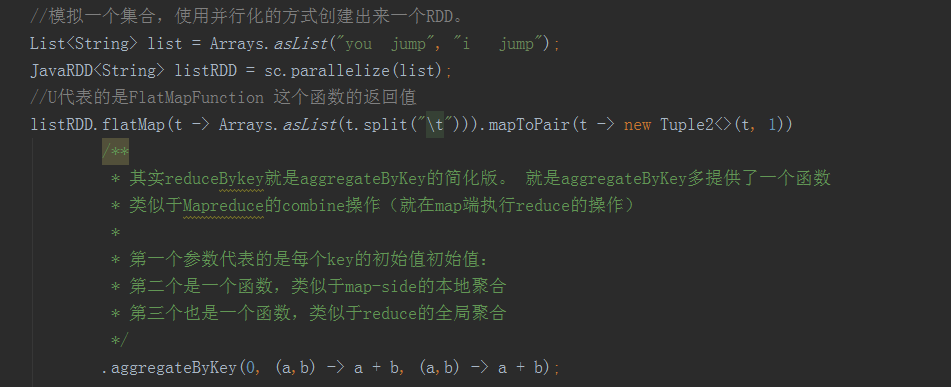 //模拟一个集合，使用并行化的方式创建出来一个RDD。
List<String> list = Arrays.asList("you  jump", "i   jump");
JavaRDD<String> listRDD = sc.parallelize(list);
//U代表的是FlatMapFunction 这个函数的返回值
listRDD.flatMap(t -> Arrays.asList(t.split("\t"))).mapToPair(t -> new Tuple2<>(t, 1))
/**
* 其实reduceBykey就是aggregateByKey的简化版。 就是aggregateByKey多提供了一个函数
* 类似于Mapreduce的combine操作（就在map端执行reduce的操作）
*
* 第一个参数代表的是每个key的初始值初始值：
* 第二个是一个函数，类似于map-side的本地聚合
* 第三个也是一个函数，类似于reduce的全局聚合
*/
.aggregateByKey(0, (a,b) -> a + b, (a,b) -> a + b);